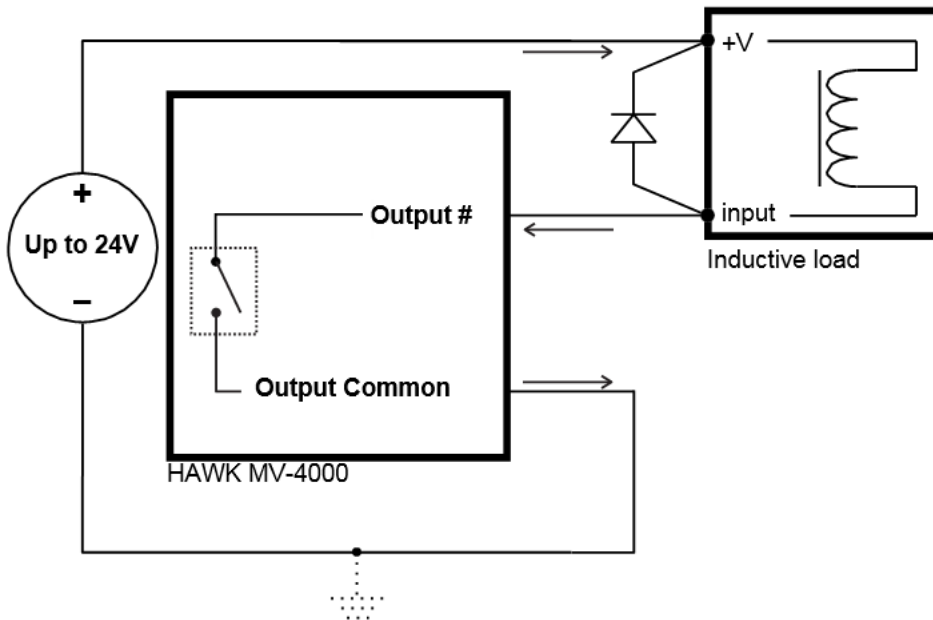 +V
+
Up to 24V
−
Output #
input
Inductive load
Output Common
HAWK MV-4000